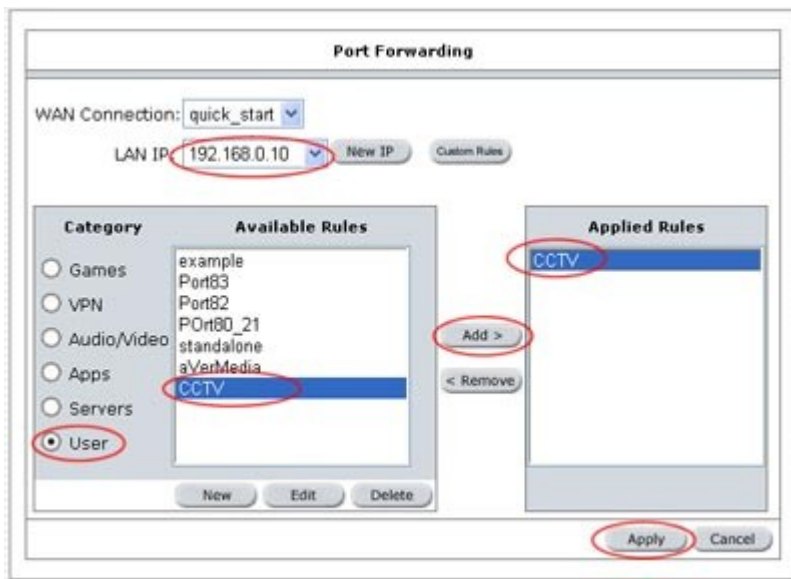 Port Forwarding
WAN Connection: quick_start
LAN IP: 192.168.0.10 New IP Custom Rules
Category Available Rules Applied Rules
Games
VPN
Audio/Video
Apps
Servers
User
example
Port83
Port82
POrt80_21
standalone
aVerMedia
CCTV
Add >
< Remove
CCTV
New Edit Delete
Apply Cancel